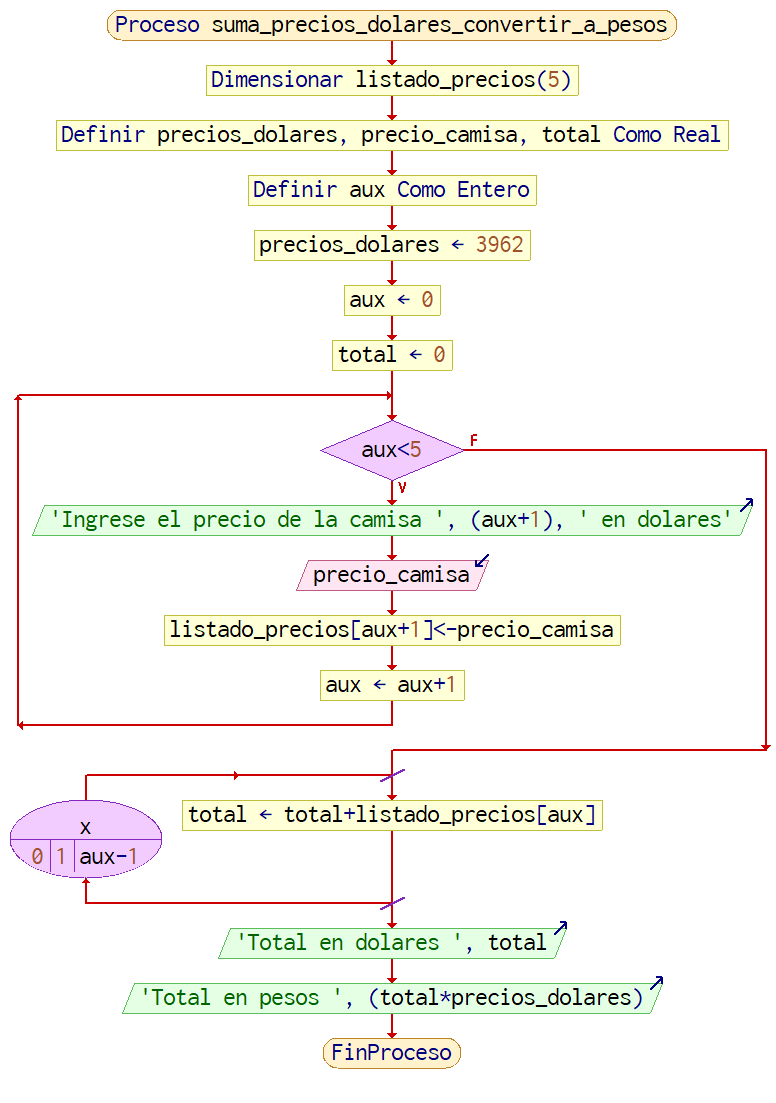 Proceso suma_precios_dolares_convertir_a_pesos
Dimensionar listado_precios(5)
Definir precios_dolares, precio_camisa, total Como Real
Definir aux Como Entero
precios_dolares ← 3962
aux ← 0
total ← 0
aux<5
F
V
'Ingrese el precio de la camisa ', (aux+1), ' en dolares'
precio_camisa
listado_precios[aux+1]<-precio_camisa
aux ← aux+1
total ← total+listado_precios[aux]
x
0 1 aux-1
'Total en dolares ', total
'Total en pesos ', (total*precios_dolares)
FinProceso